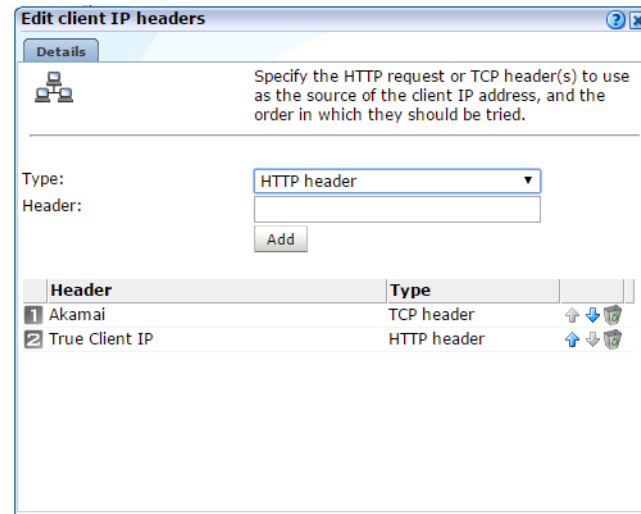 Edit client IP headers
Details
Specify the HTTP request or TCP header(s) to use
as the source of the client IP address, and the
order in which they should be tried.
Type:
HTTP header
Header:
Add
Header Type
1 Akamai TCP header
2 True Client IP HTTP header